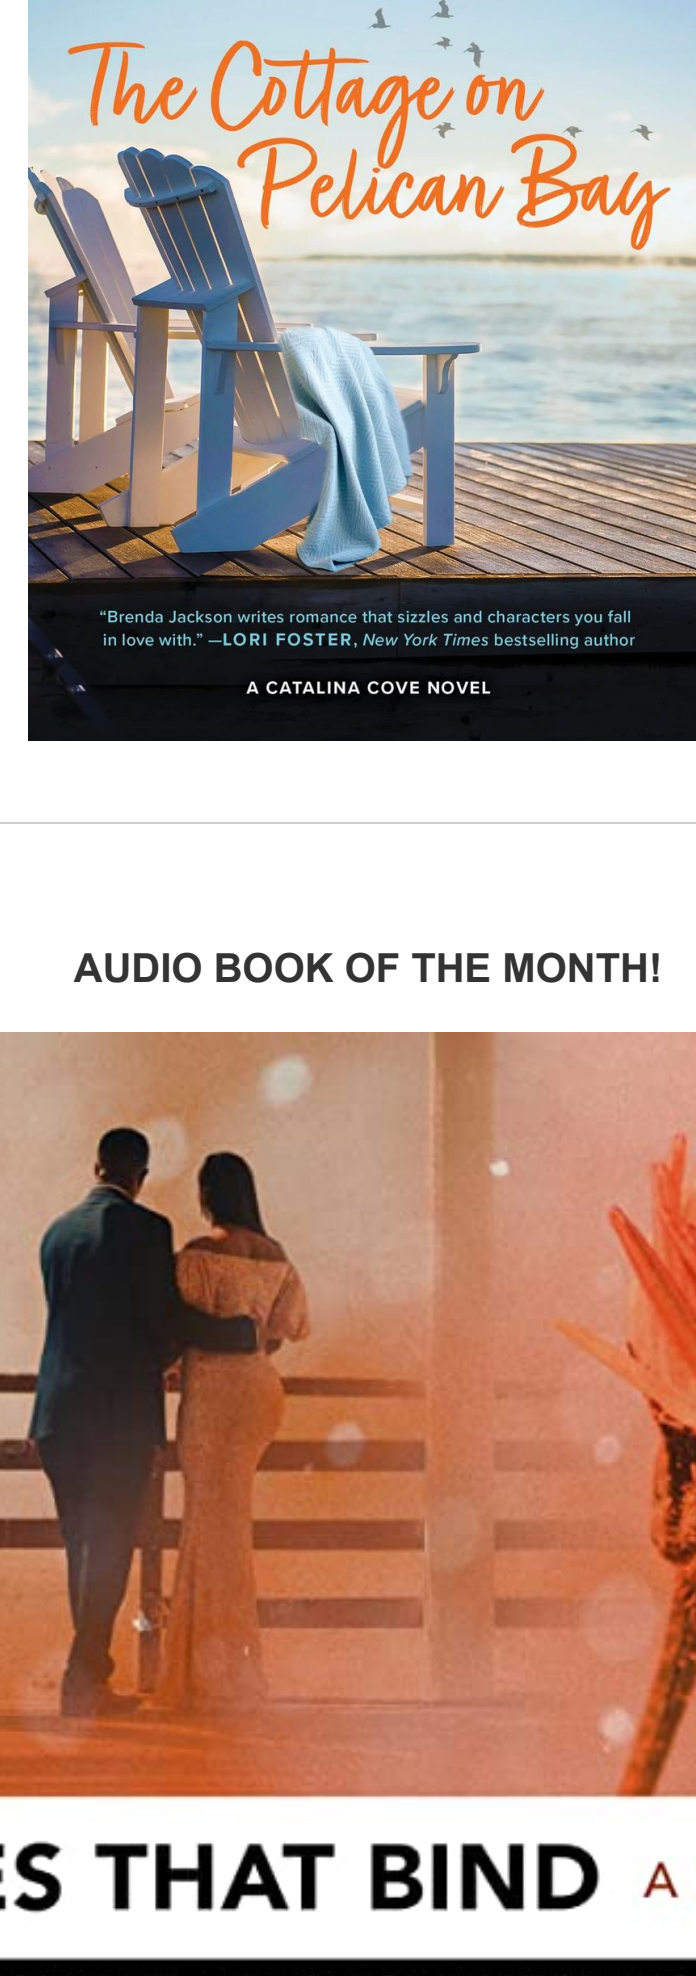 The Cottage on
Pelican Bay
“Brenda Jackson writes romance that sizzles and characters you fall
in love with.” —LORI FOSTER, New York Times bestselling author
A CATALINA COVE NOVEL
AUDIO BOOK OF THE MONTH!
ES THAT BIND A